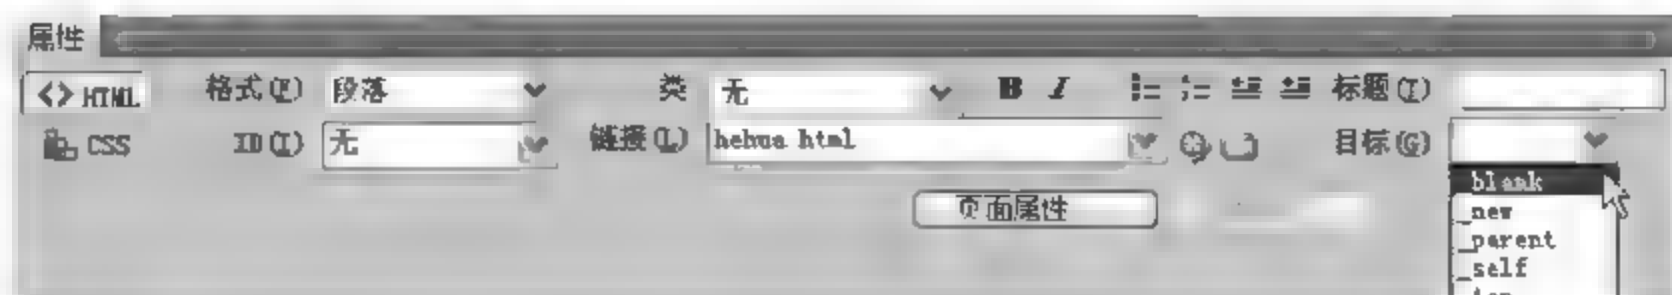 属性
<> HTML 格式(F) 段落 类 无 B I 标题(T)
CSS ID(I) 无 链接(L) hehua html 目标(G)
_blank
页面属性
_new
_parent
_self